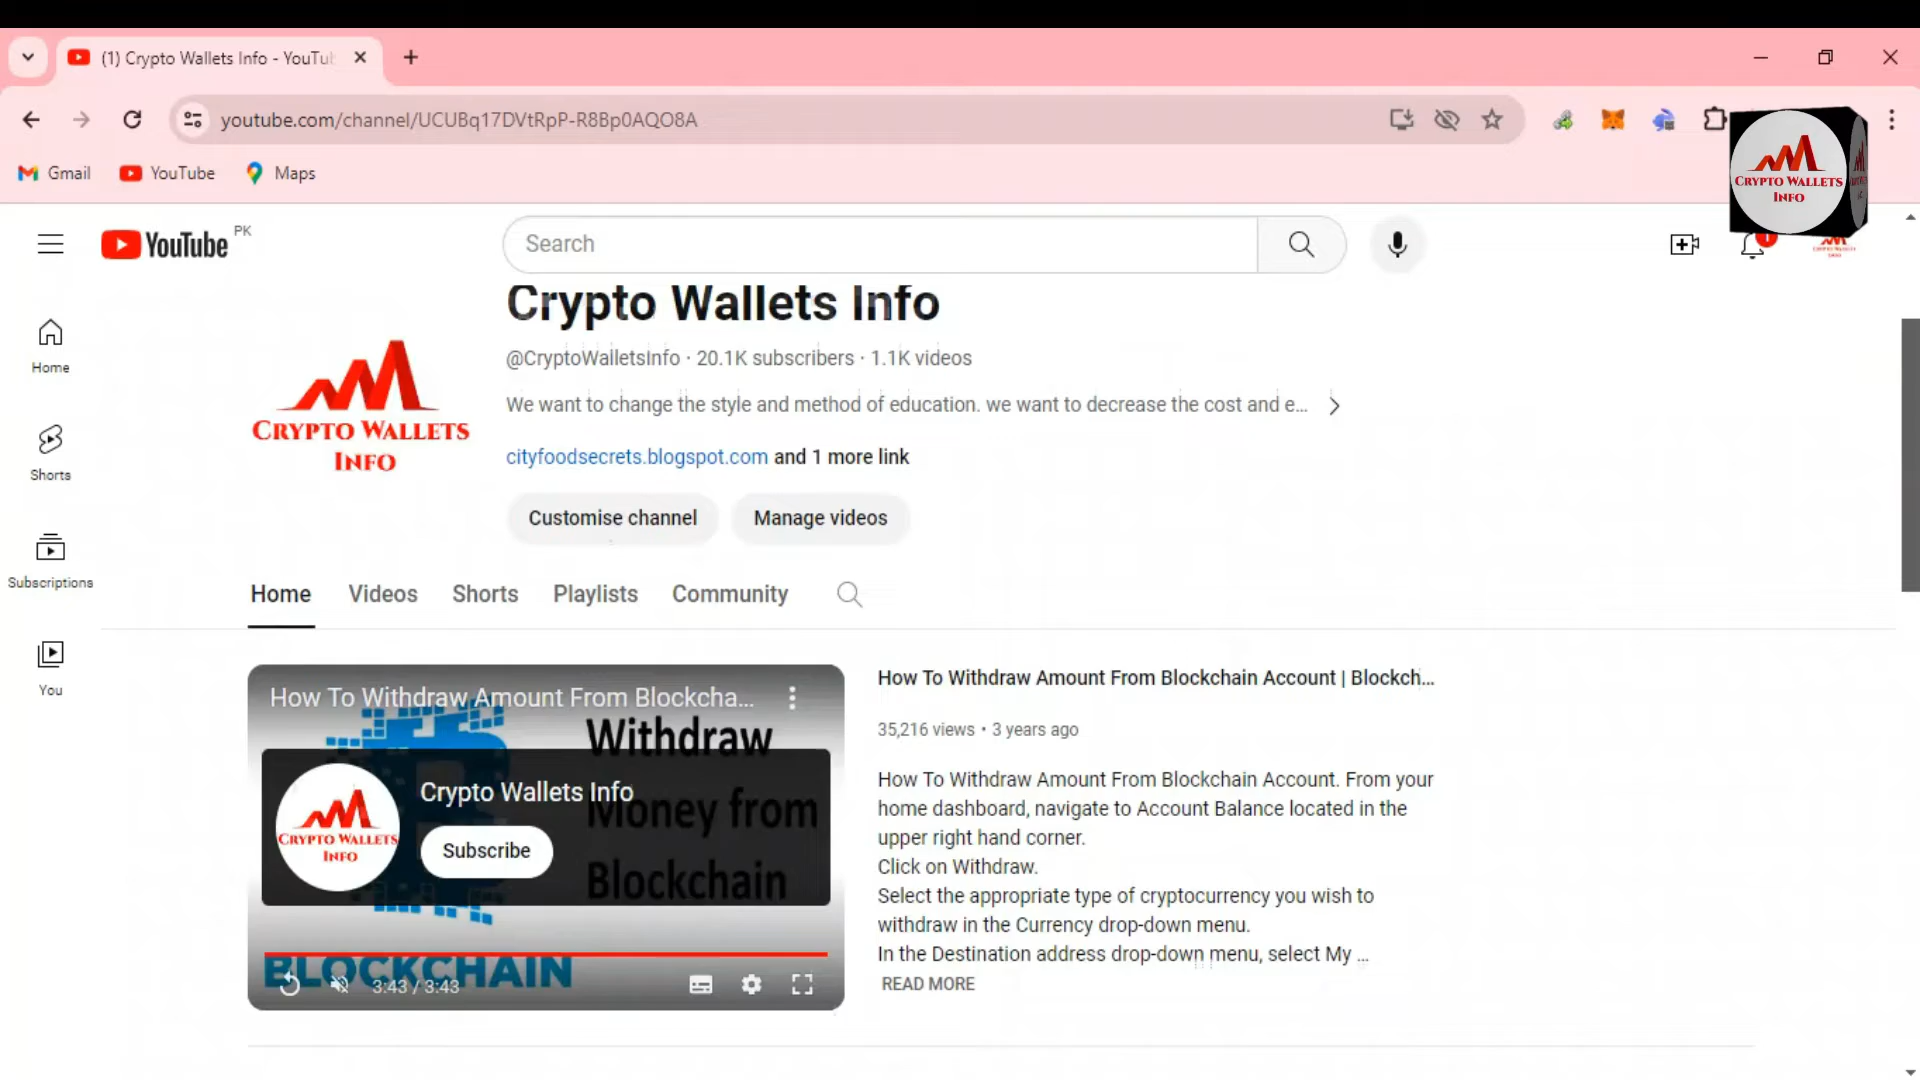 (1) Crypto Wallets Info - YouTu
youtube.com/channel/UCUBq17DVtRpP-R8Bp0AQO8A
Gmail
YouTube
Maps
CRYPTO WALLETS
INFO
YouTube PK
Search
1
Crypto Wallets Info
@CryptoWalletsInfo · 20.1K subscribers · 1.1K videos
We want to change the style and method of education. we want to decrease the cost and e...
cityfoodsecrets.blogspot.com and 1 more link
CRYPTO WALLETS
INFO
Customise channel
Manage videos
Home
Shorts
Subscriptions
You
Home
Videos
Shorts
Playlists
Community
How To Withdraw Amount From Blockcha...
Withdraw
Money from
Blockchain
Crypto Wallets Info
Subscribe
CRYPTO WALLETS
INFO
BLOCKCHAIN
3:43 / 3:43
How To Withdraw Amount From Blockchain Account | Blockch...
35,216 views • 3 years ago
How To Withdraw Amount From Blockchain Account. From your
home dashboard, navigate to Account Balance located in the
upper right hand corner.
Click on Withdraw.
Select the appropriate type of cryptocurrency you wish to
withdraw in the Currency drop-down menu.
In the Destination address drop-down menu, select My ...
READ MORE